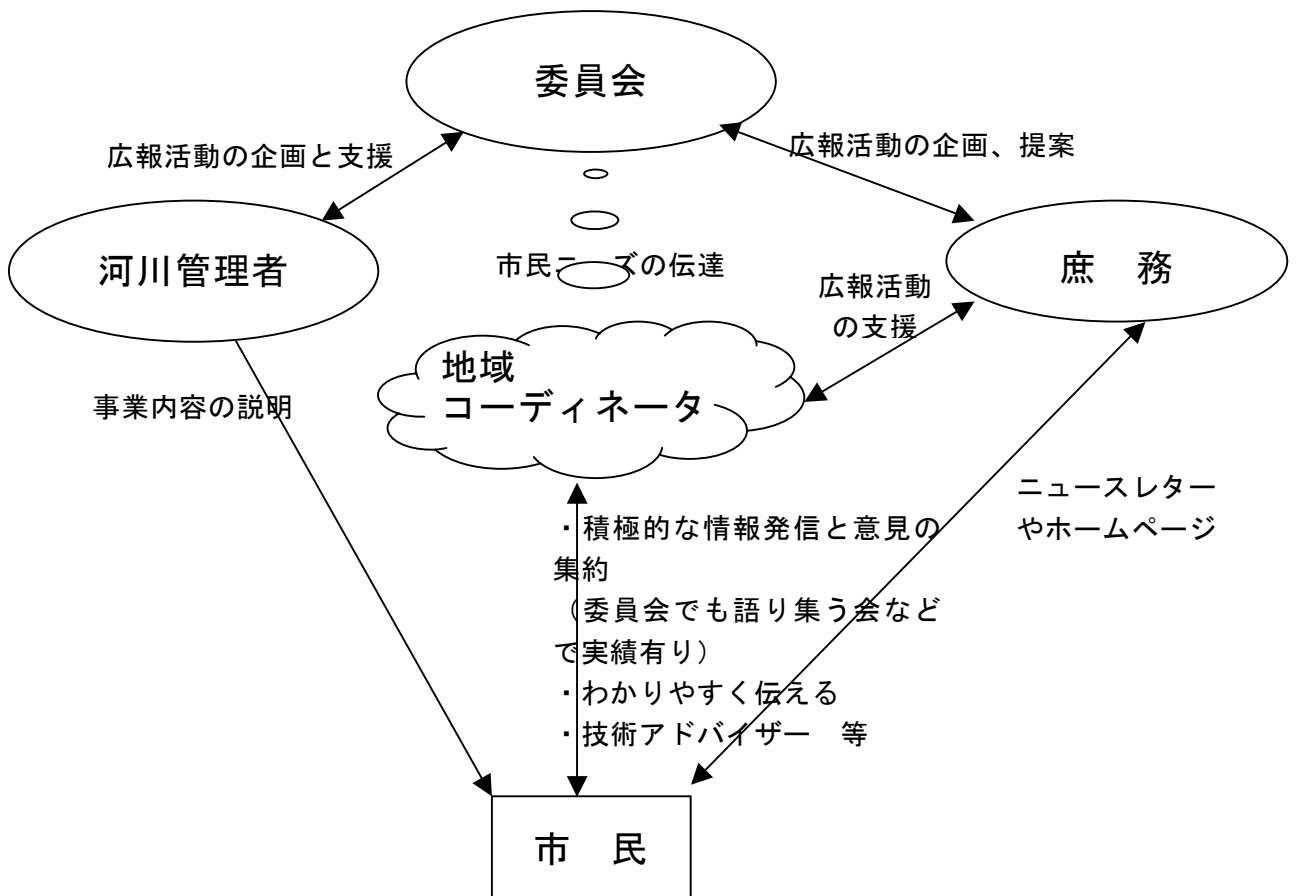 委員会
広報活動の企画と支援
広報活動の企画、提案
河川管理者
市民ニーズの伝達
庶　務
広報活動
の支援
地域
コーディネータ
事業内容の説明
ニュースレター
やホームページ
・積極的な情報発信と意見の
集約
（委員会でも語り集う会など
で実績有り）
・わかりやすく伝える
・技術アドバイザー　等
市　民